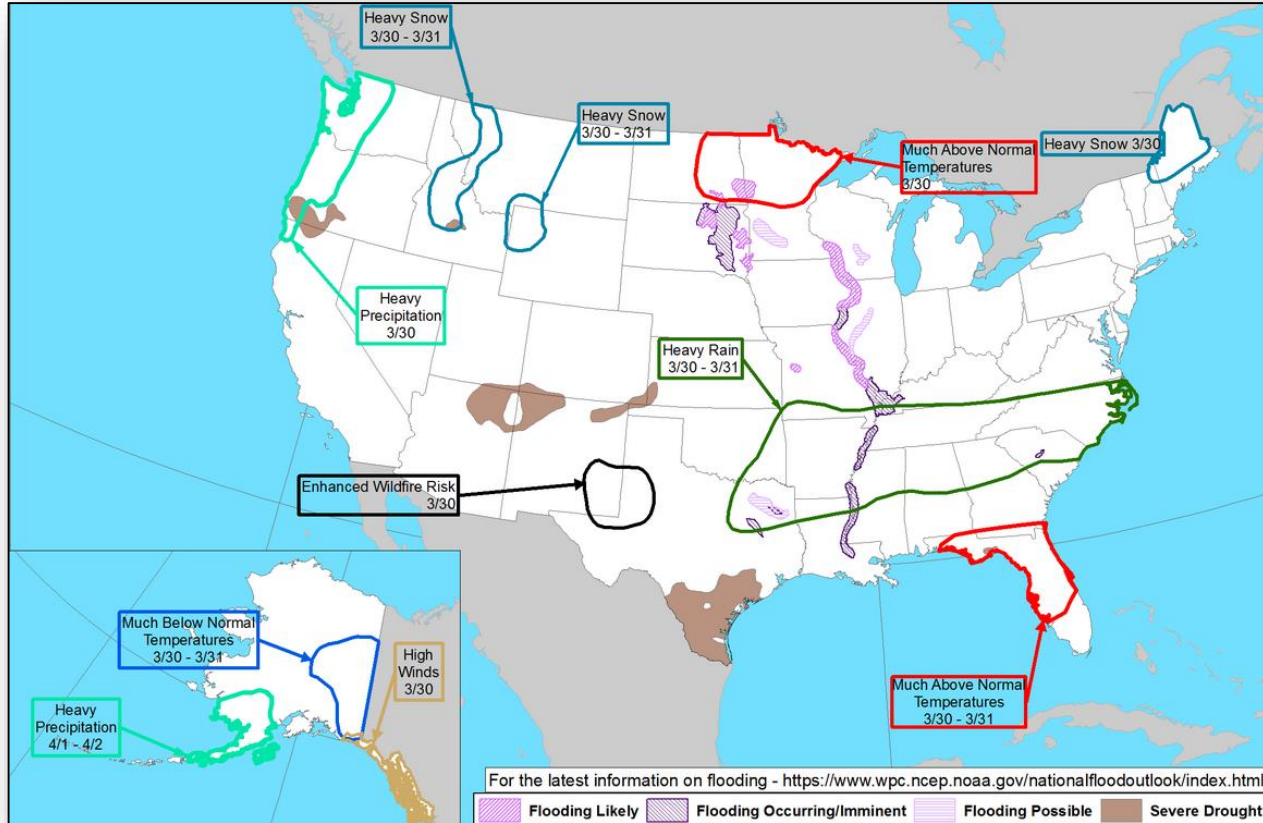 Heavy Snow
3/30 - 3/31
Heavy Snow
3/30 - 3/31
Much Above Normal
Temperatures
3/30
Heavy Snow 3/30
Heavy
Precipitation
3/30
Heavy Rain
3/30 - 3/31
Enhanced Wildfire Risk
3/30
Much Below Normal
Temperatures
3/30 - 3/31
High
Winds
3/30
Heavy
Precipitation
4/1 - 4/2
Much Above Normal
Temperatures
3/30 - 3/31
For the latest information on flooding - https://www.wpc.ncep.noaa.gov/nationalfloodoutlook/index.html
Flooding Likely
Flooding Occurring/Imminent
Flooding Possible
Severe Drought